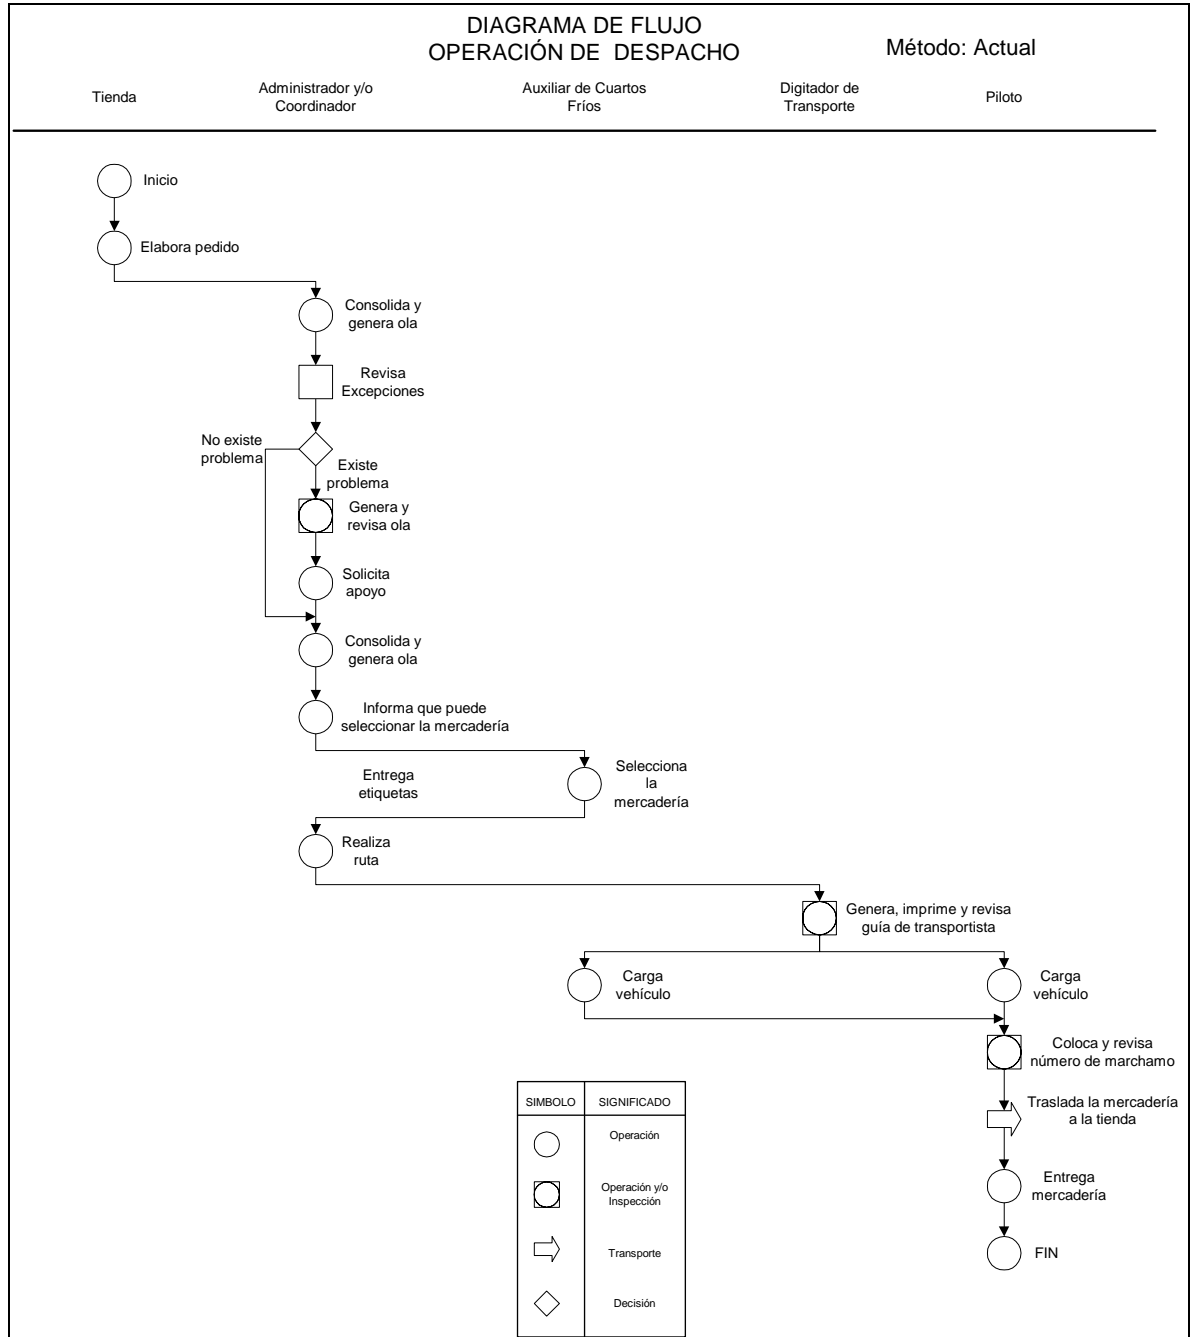 DIAGRAMA DE FLUJO
OPERACIÓN DE  DESPACHO
Método: Actual
Tienda
Administrador y/o
Coordinador
Auxiliar de Cuartos
Fríos
Digitador de
Transporte
Piloto
Inicio
Elabora pedido
Consolida y
genera ola
Revisa
Excepciones
No existe
problema
Existe
problema
Genera y
revisa ola
Solicita
apoyo
Consolida y
genera ola
Informa que puede
seleccionar la mercadería
Entrega
etiquetas
Selecciona
la
mercadería
Realiza
ruta
Genera, imprime y revisa
guía de transportista
Carga
vehículo
Carga
vehículo
Coloca y revisa
número de marchamo
Traslada la mercadería
a la tienda
Entrega
mercadería
FIN
SIMBOLO
SIGNIFICADO
Operación
Operación y/o
Inspección
Transporte
Decisión